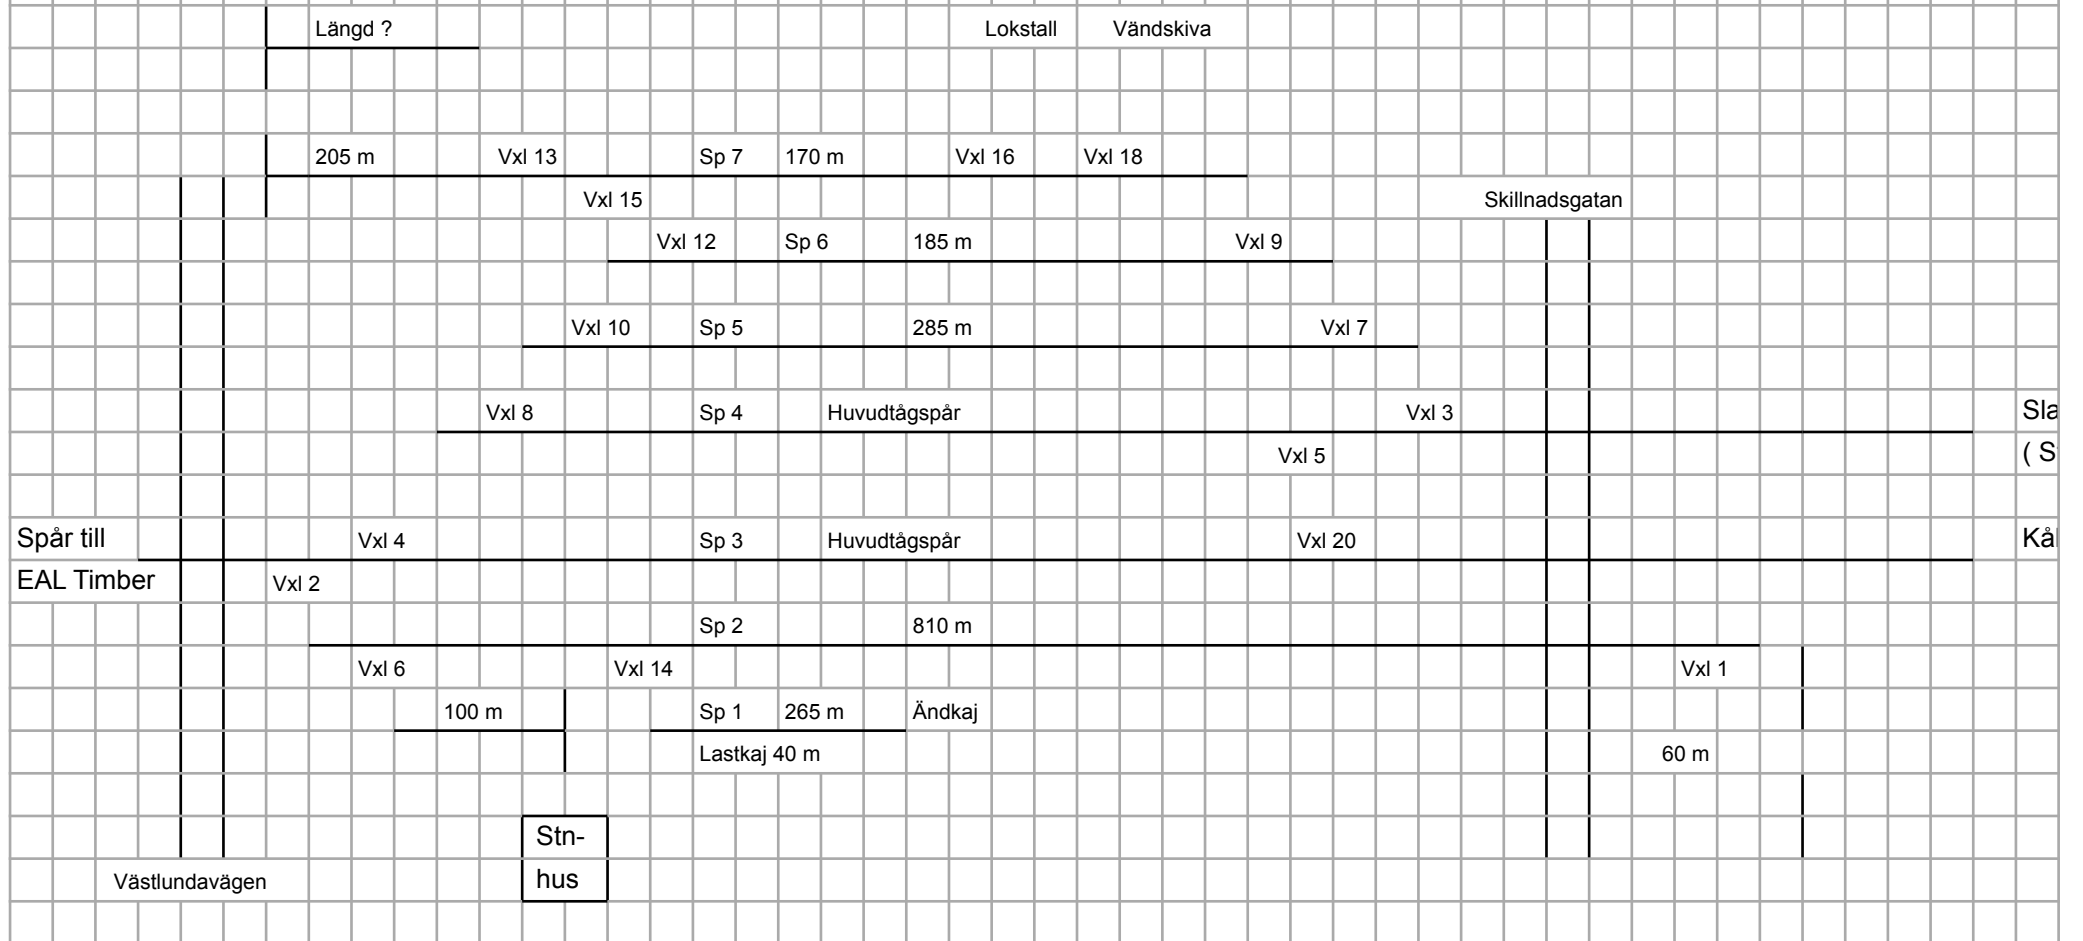 Längd ? Lokstall Vändskiva
205 m Vxl 13 Sp 7 170 m Vxl 16 Vxl 18
Vxl 15 Skillnadsgatan
Vxl 12 Sp 6 185 m Vxl 9
Vxl 10 Sp 5 285 m Vxl 7
Vxl 8 Sp 4 Huvudtågspår Vxl 3 Sla
Vxl 5 ( S
Spår till Vxl 4 Sp 3 Huvudtågspår Vxl 20 Kå
EAL Timber Vxl 2
Sp 2 810 m
Vxl 6 Vxl 14 Vxl 1
100 m Sp 1 265 m Ändkaj
Lastkaj 40 m 60 m
Stn-
hus
Västlundavägen